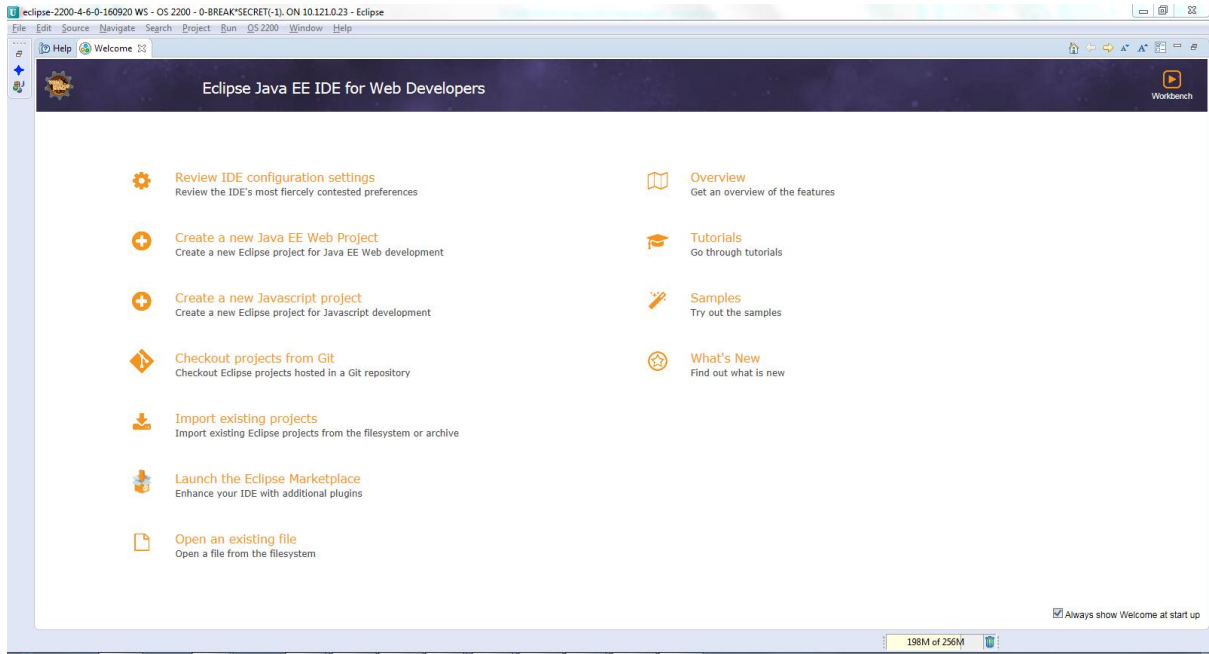 eclipse-2200-4-6-0-160920 WS - OS 2200 - 0-BREAK*SECRET(-1). ON 10.121.0.23 - Eclipse
File Edit Source Navigate Search Project Run OS 2200 Window Help
Help Welcome
Eclipse Java EE IDE for Web Developers
Workbench
Review IDE configuration settings
Review the IDE's most fiercely contested preferences
Create a new Java EE Web Project
Create a new Eclipse project for Java EE Web development
Create a new Javascript project
Create a new Eclipse project for Javascript development
Checkout projects from Git
Checkout Eclipse projects hosted in a Git repository
Import existing projects
Import existing Eclipse projects from the filesystem or archive
Launch the Eclipse Marketplace
Enhance your IDE with additional plugins
Open an existing file
Open a file from the filesystem
Overview
Get an overview of the features
Tutorials
Go through tutorials
Samples
Try out the samples
What's New
Find out what is new
Always show Welcome at start up
198M of 256M